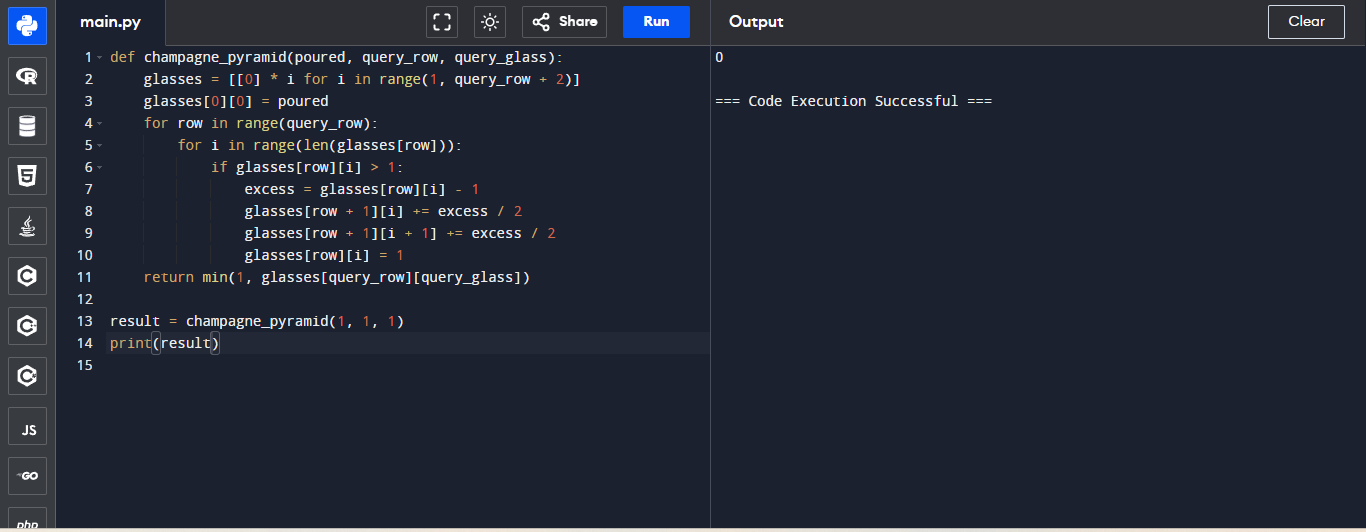 main.py
Share
Run
Output
Clear
1 def champagne_pyramid(poured, query_row, query_glass):
2     glasses = [[0] * i for i in range(1, query_row + 2)]
3     glasses[0][0] = poured
4     for row in range(query_row):
5         for i in range(len(glasses[row])):
6             if glasses[row][i] > 1:
7                 excess = glasses[row][i] - 1
8                 glasses[row + 1][i] += excess / 2
9                 glasses[row + 1][i + 1] += excess / 2
10                 glasses[row][i] = 1
11     return min(1, glasses[query_row][query_glass])
12
13 result = champagne_pyramid(1, 1, 1)
14 print(result)
15
0
=== Code Execution Successful ===
R
5
C
C
C
JS
GO
php